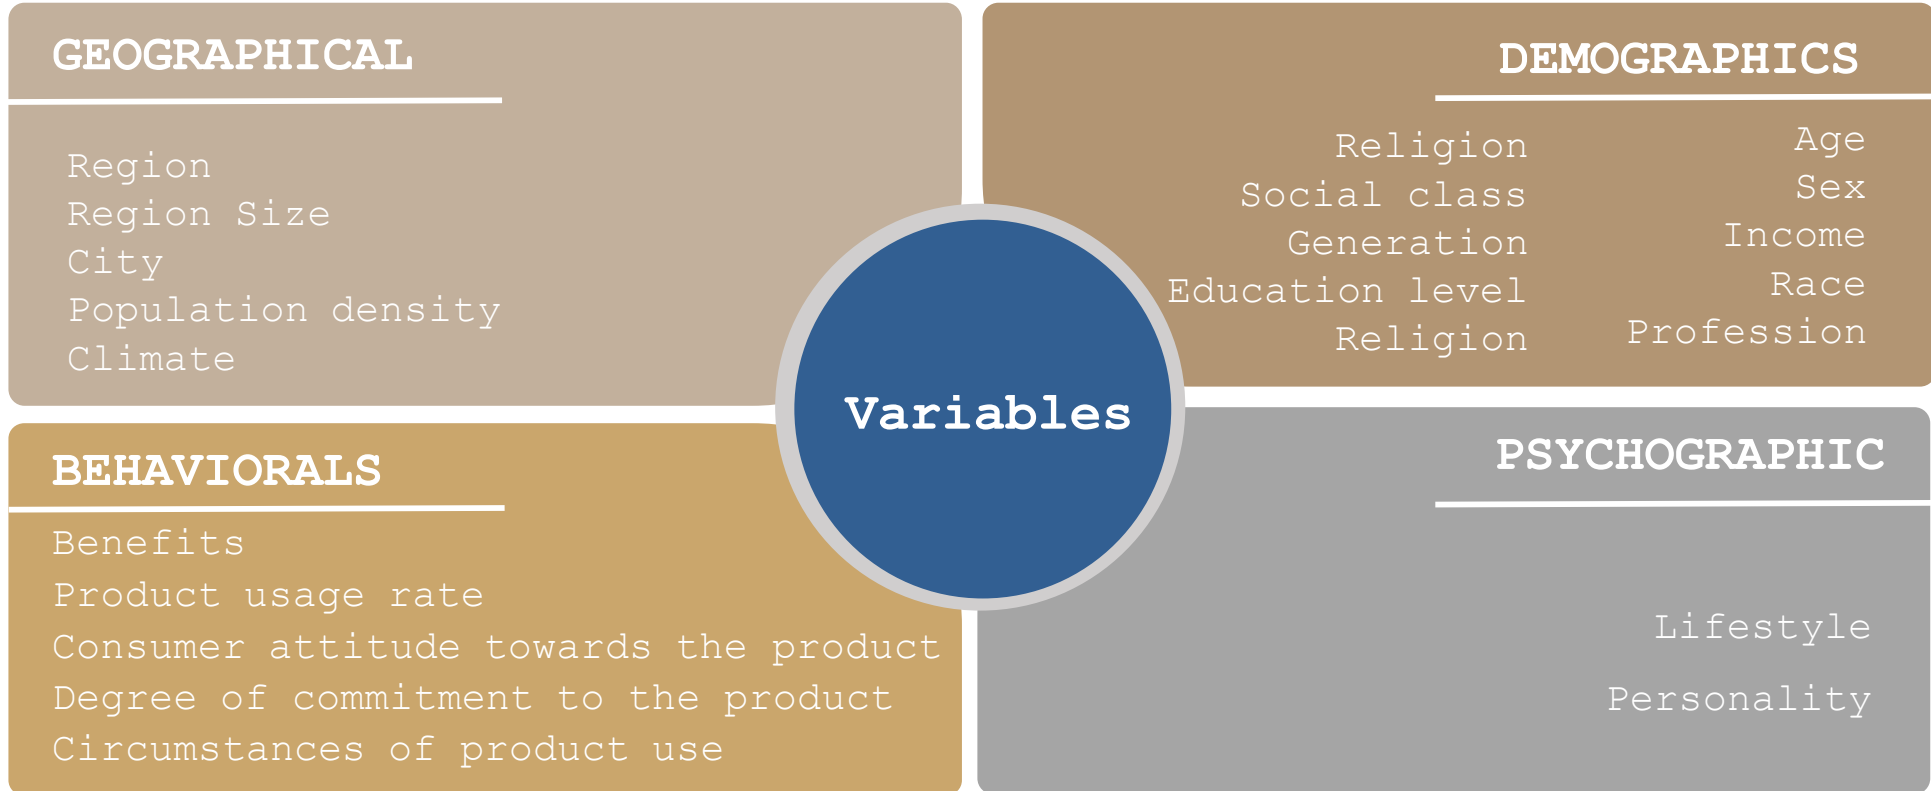 GEOGRAPHICAL
Region
Region Size
City
Population density
Climate
DEMOGRAPHICS
Religion
Social class
Generation
Education level
Religion
Age
Sex
Income
Race
Profession
Variables
BEHAVIORALS
Benefits
Product usage rate
Consumer attitude towards the product
Degree of commitment to the product
Circumstances of product use
PSYCHOGRAPHIC
Lifestyle
Personality